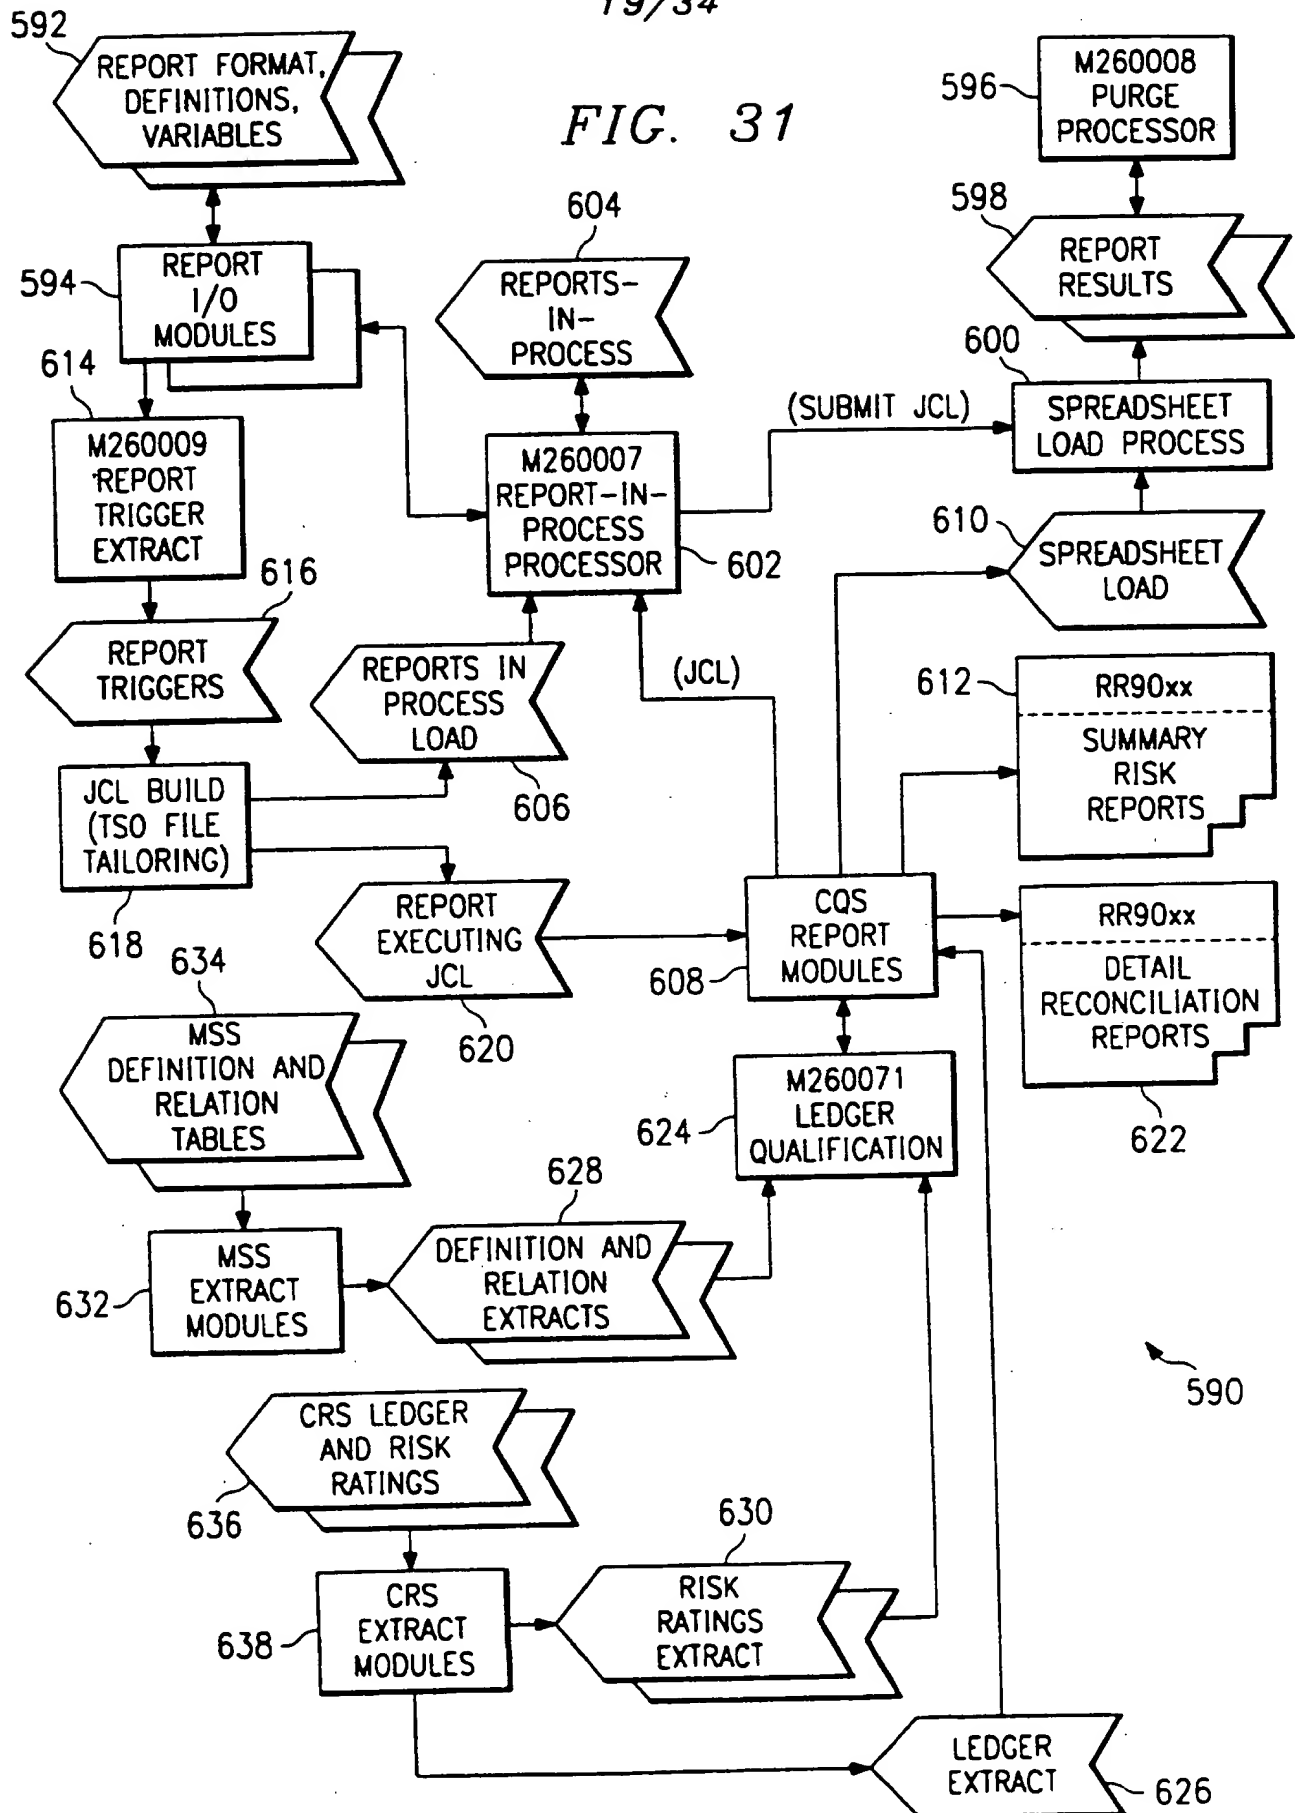 19/34
592
REPORT FORMAT,
DEFINITIONS,
VARIABLES
FIG. 31
596
M260008
PURGE
PROCESSOR
594
REPORT
I/O
MODULES
604
REPORTS-
IN-
PROCESS
598
REPORT
RESULTS
614
M260009
REPORT
TRIGGER
EXTRACT
M260007
REPORT-IN-
PROCESS
PROCESSOR
602
(SUBMIT JCL)
600
SPREADSHEET
LOAD PROCESS
610
SPREADSHEET
LOAD
616
REPORT
TRIGGERS
REPORTS IN
PROCESS
LOAD
606
(JCL)
612
RR90xx
SUMMARY
RISK
REPORTS
JCL BUILD
(TSO FILE
TAILORING)
618
REPORT
EXECUTING
JCL
620
CQS
REPORT
MODULES
608
RR90xx
DETAIL
RECONCILIATION
REPORTS
622
634
MSS
DEFINITION AND
RELATION
TABLES
M260071
LEDGER
QUALIFICATION
624
628
DEFINITION AND
RELATION
EXTRACTS
MSS
EXTRACT
MODULES
632
590
CRS LEDGER
AND RISK
RATINGS
636
630
RISK
RATINGS
EXTRACT
CRS
EXTRACT
MODULES
638
LEDGER
EXTRACT
626